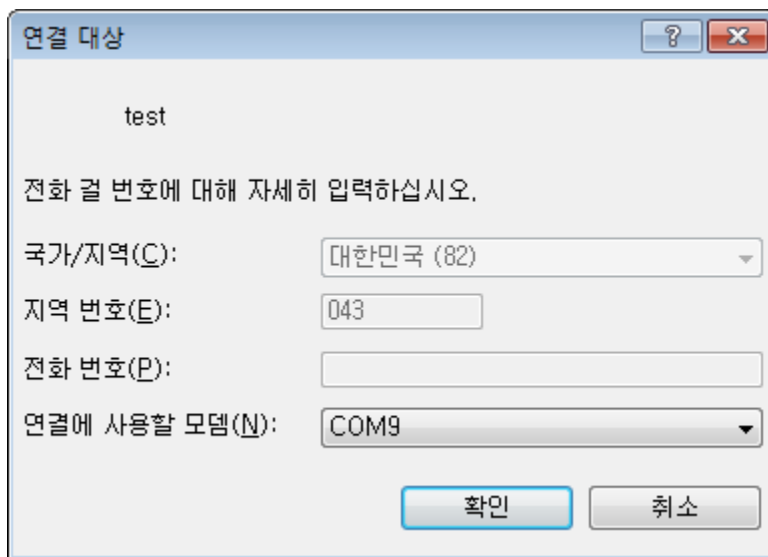 연결 대상
test
전화 걸 번호에 대해 자세히 입력하십시오.
국가/지역(C): 대한민국 (82)
지역 번호(E): 043
전화 번호(P):
연결에 사용할 모뎀(N): COM9
확인 취소